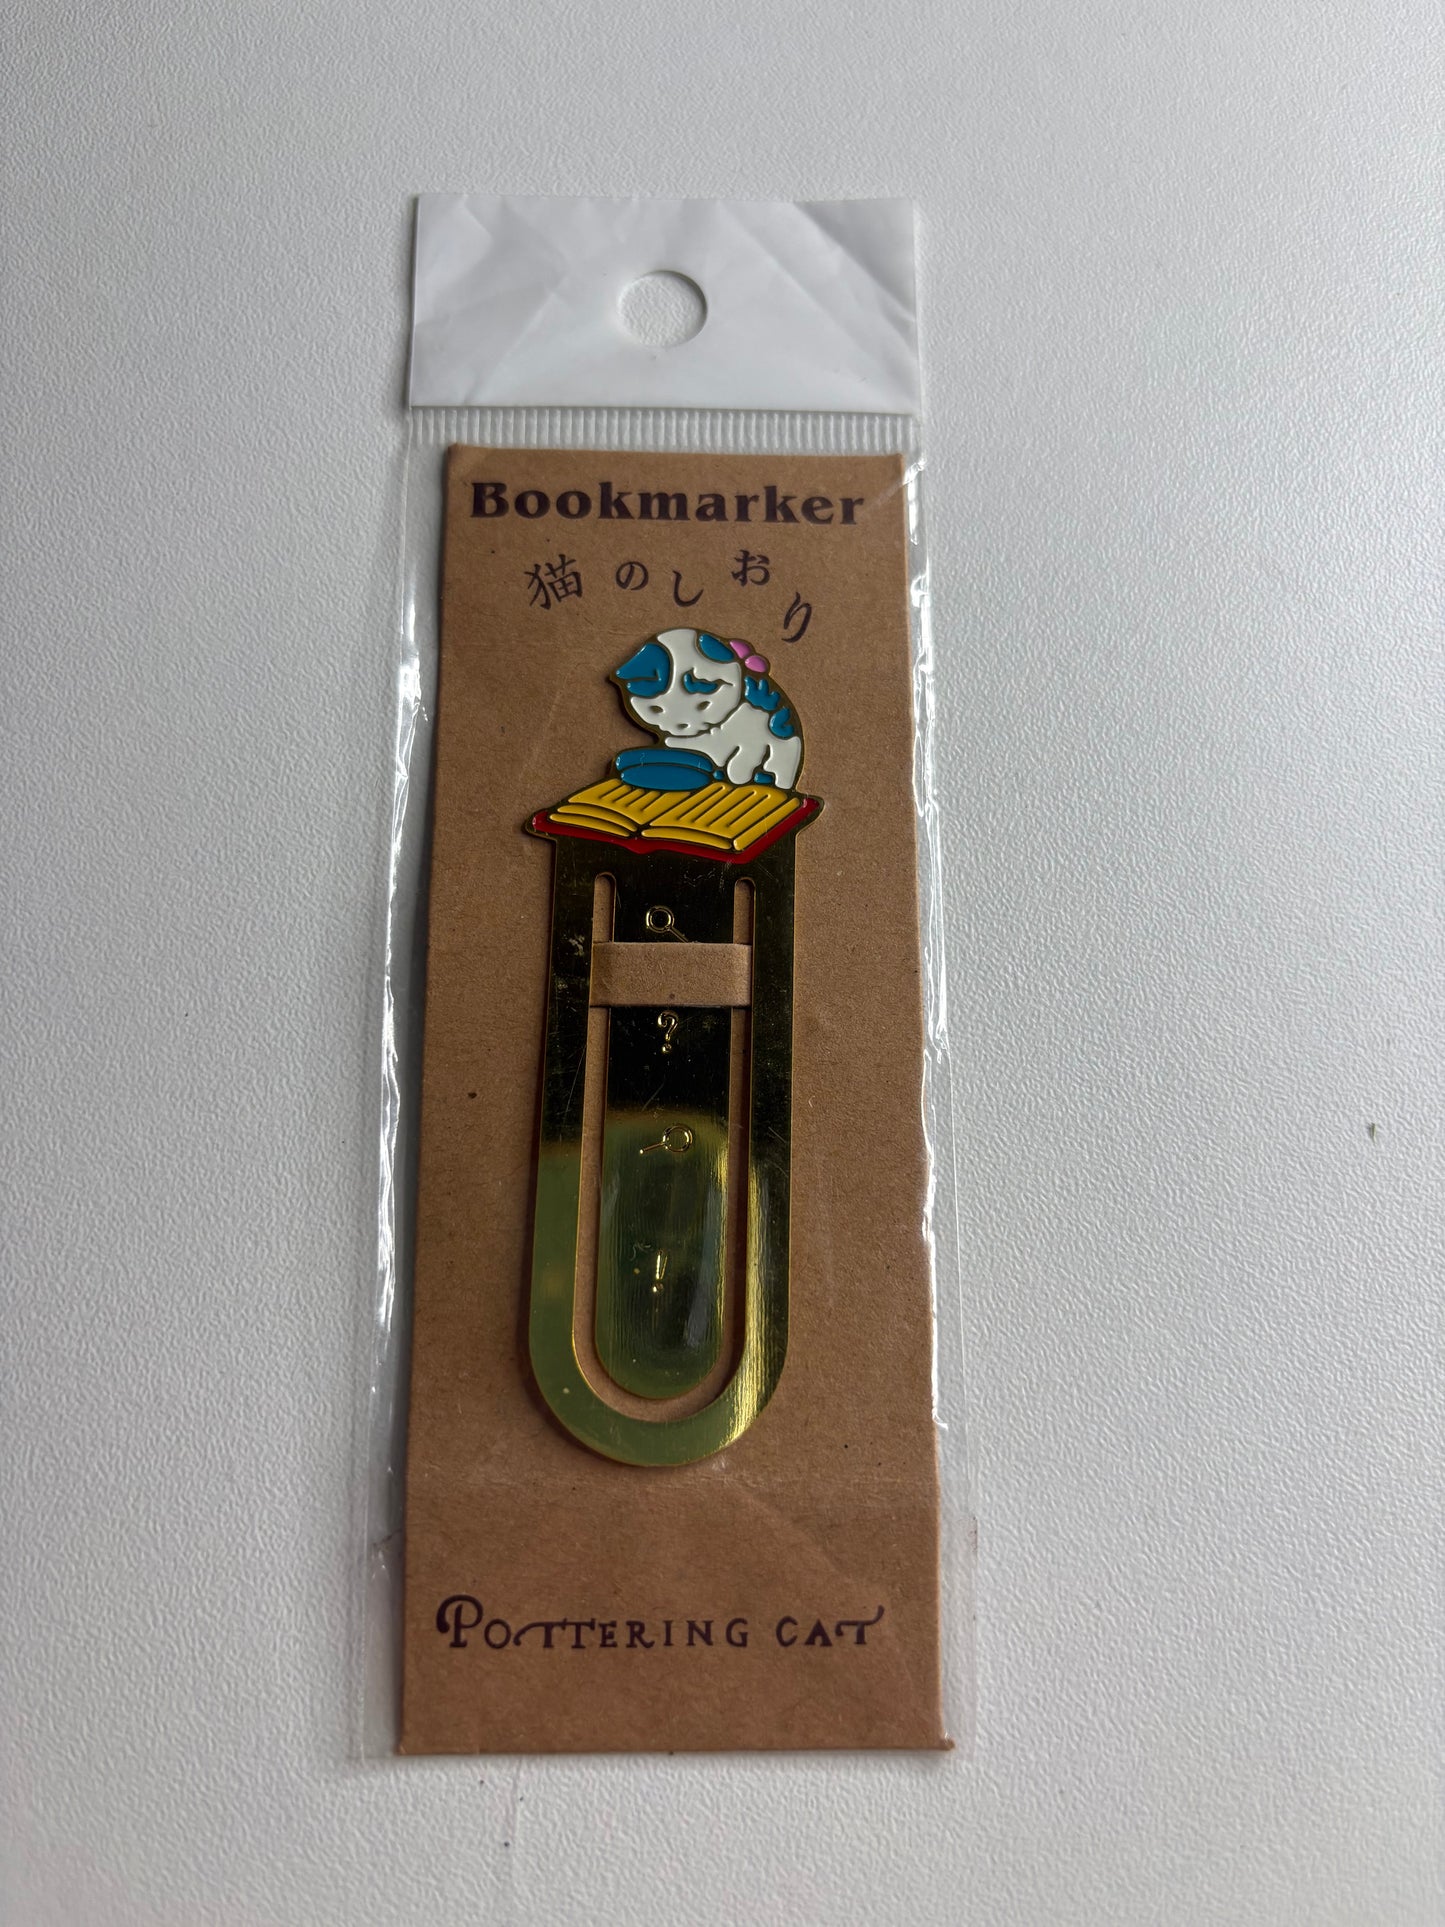 Bookmarker
猫のしおり
?
!
POTTERING CAT